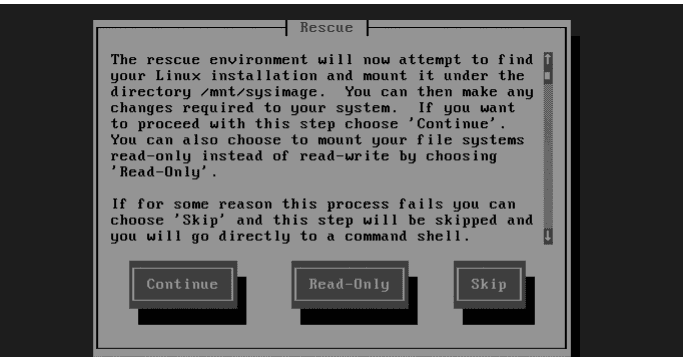 Rescue
The rescue environment will now attempt to find
your Linux installation and mount it under the
directory /mnt/sysimage.  You can then make any
changes required to your system.  If you want
to proceed with this step choose 'Continue'.
You can also choose to mount your file systems
read-only instead of read-write by choosing
'Read-Only'.
If for some reason this process fails you can
choose 'Skip' and this step will be skipped and
you will go directly to a command shell.
Continue Read-Only Skip